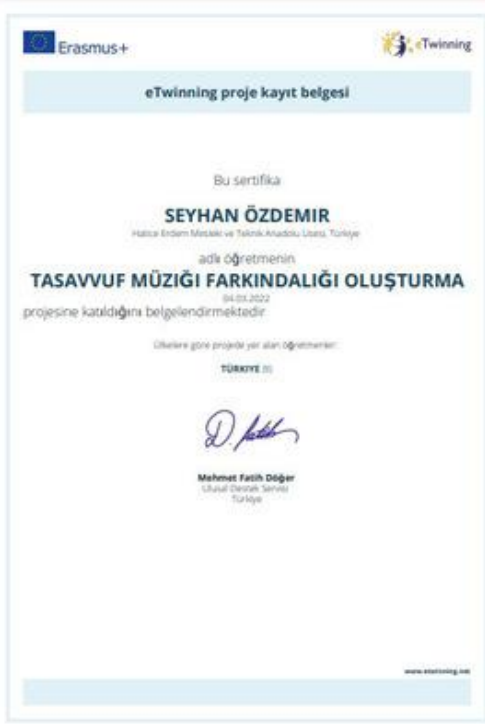 Erasmus+
eTwinning
eTwinning proje kayıt belgesi
Bu sertifika
SEYHAN ÖZDEMIR
Hatice Erdem Mesleki ve Teknik Anadolu Lisesi, Türkiye
adlı öğretmenin
TASAVVUF MÜZIĞI FARKINDALIĞI OLUŞTURMA
04.03.2022
projesine katıldığını belgelendirmektedir
Ülkelere göre projede yer alan öğretmenler:
TÜRKIYE
D. fatih
Mehmet Fatih Döğer
Ulusal Destek Servisi
Türkiye
www.etwinning.net